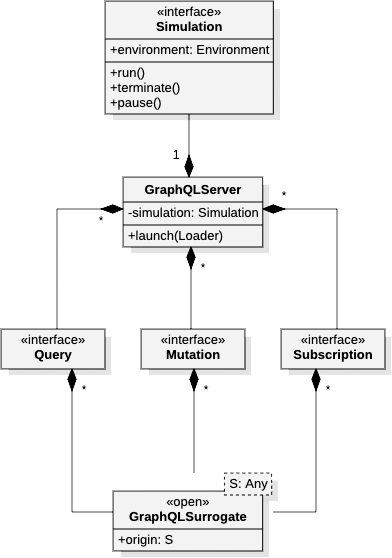 «interface»
Simulation
+environment: Environment
+run()
+terminate()
+pause()
1
GraphQLServer
-simulation: Simulation
+launch(Loader)
*
*
*
«interface»
Query
«interface»
Mutation
«interface»
Subscription
*
*
*
S: Any
«open»
GraphQLSurrogate
+origin: S